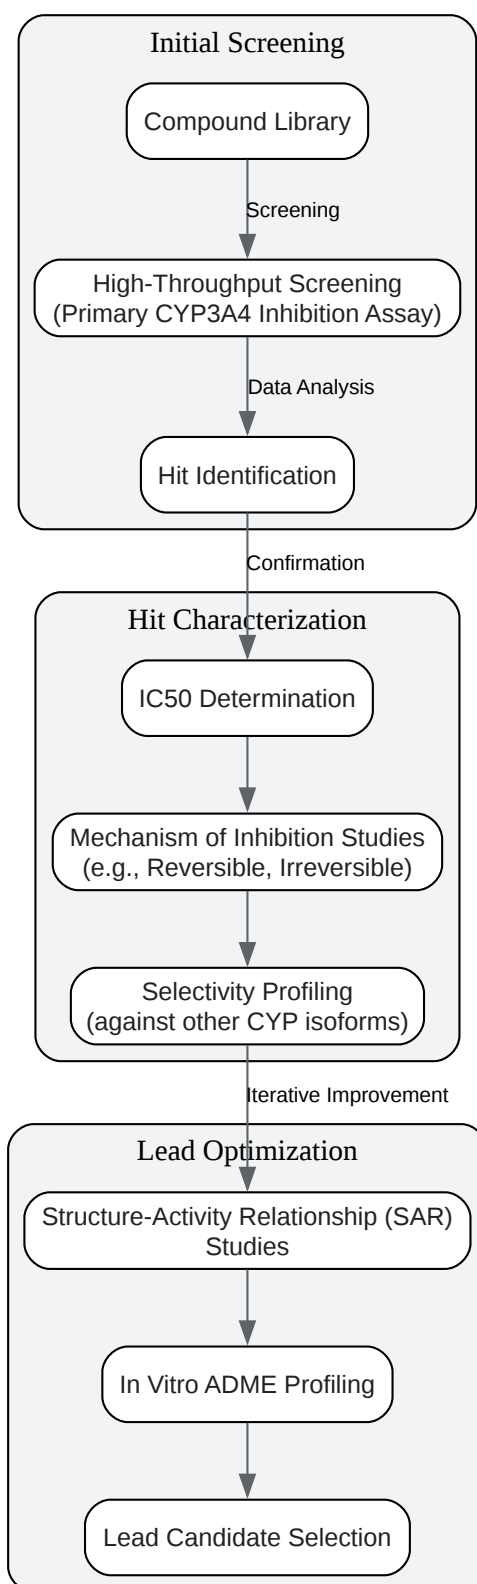 Initial Screening
Compound Library
Screening
High-Throughput Screening
(Primary CYP3A4 Inhibition Assay)
Data Analysis
Hit Identification
Confirmation
Hit Characterization
IC50 Determination
Mechanism of Inhibition Studies
(e.g., Reversible, Irreversible)
Selectivity Profiling
(against other CYP isoforms)
Iterative Improvement
Lead Optimization
Structure-Activity Relationship (SAR)
Studies
In Vitro ADME Profiling
Lead Candidate Selection